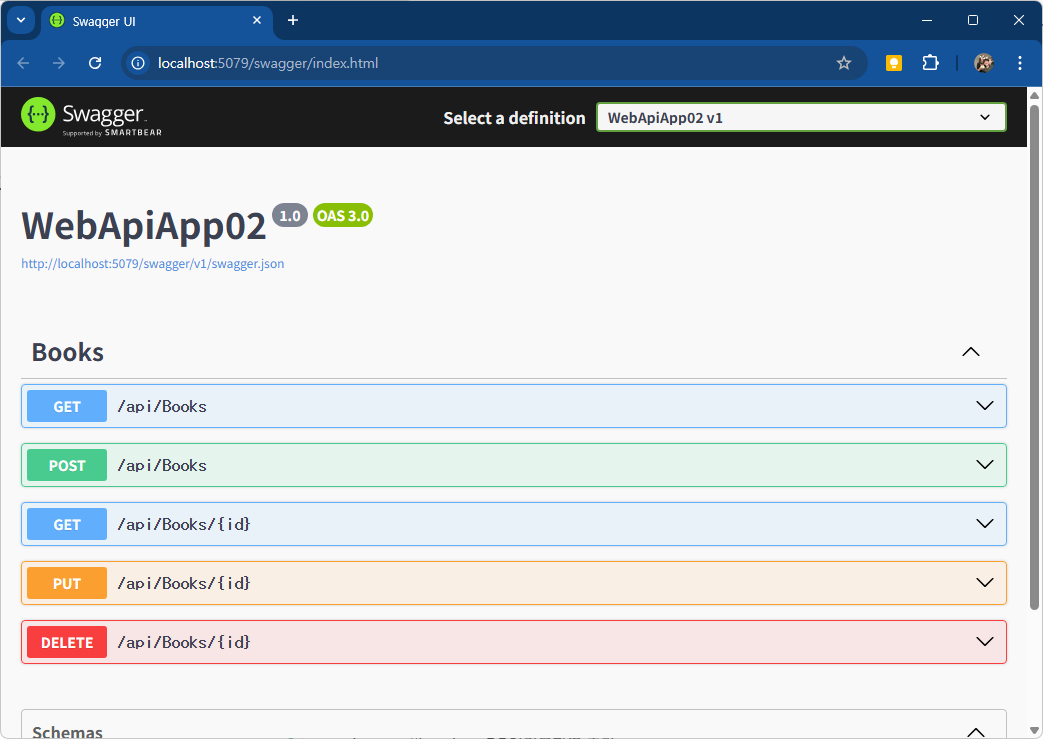 Swagger UI
localhost:5079/swagger/index.html
Swagger
Supported by SMARTBEAR
Select a definition
WebApiApp02 v1
WebApiApp02 1.0 OAS 3.0
http://localhost:5079/swagger/v1/swagger.json
Books
GET /api/Books
POST /api/Books
GET /api/Books/{id}
PUT /api/Books/{id}
DELETE /api/Books/{id}
Schemas